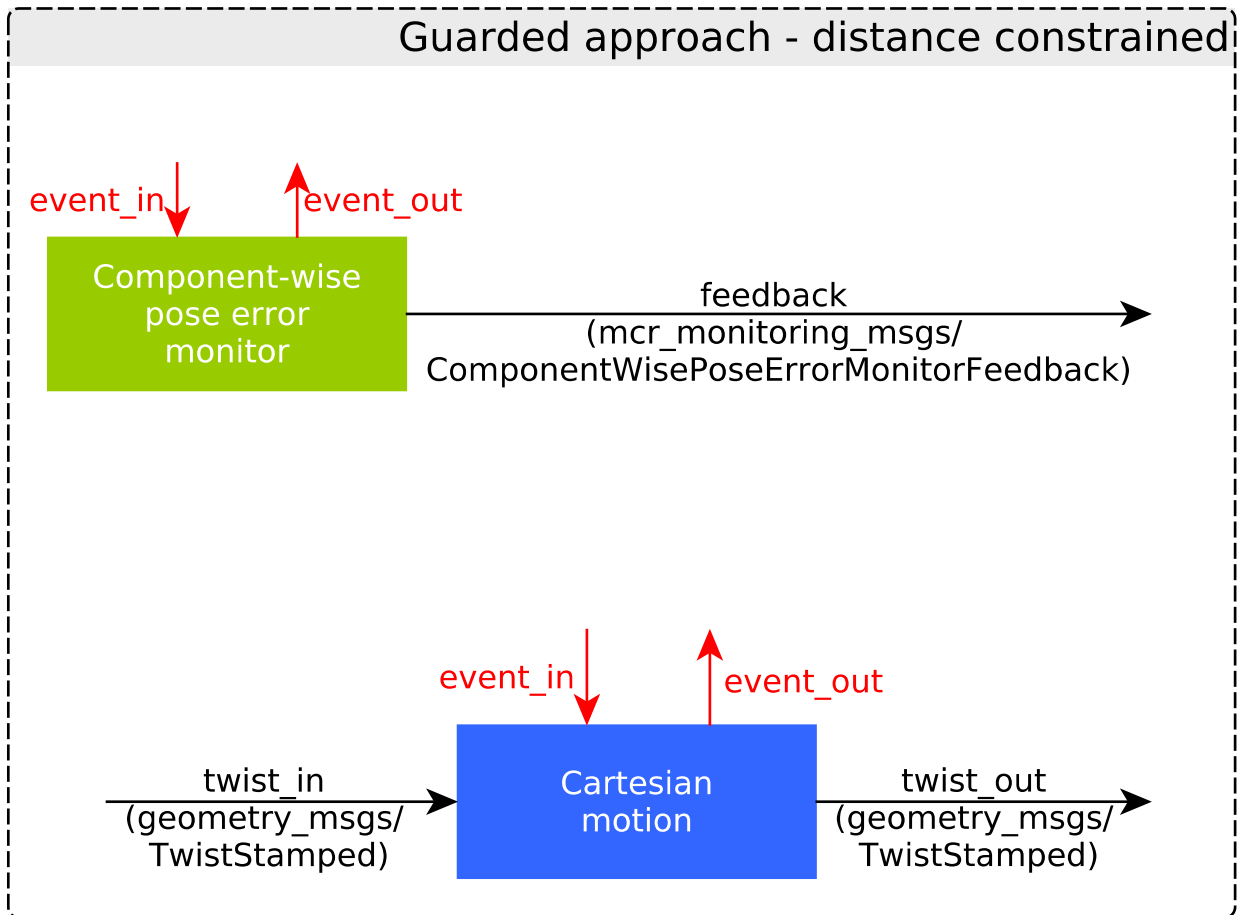 Guarded approach - distance constrained
event_in
event_out
Component-wise
pose error
monitor
feedback
(mcr_monitoring_msgs/
ComponentWisePoseErrorMonitorFeedback)
event_in
event_out
twist_in
(geometry_msgs/
TwistStamped)
Cartesian
motion
twist_out
(geometry_msgs/
TwistStamped)